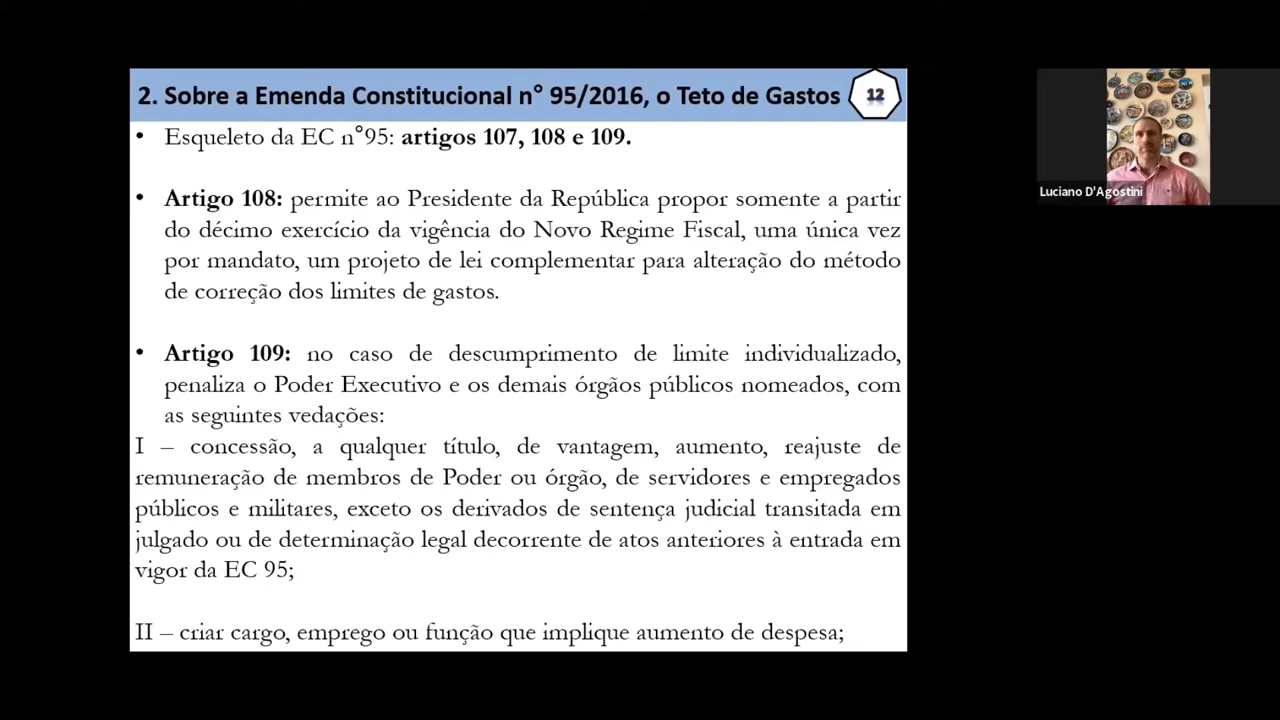 2. Sobre a Emenda Constitucional n° 95/2016, o Teto de Gastos
12
• Esqueleto da EC n°95: artigos 107, 108 e 109.
• Artigo 108: permite ao Presidente da República propor somente a partir
do décimo exercício da vigência do Novo Regime Fiscal, uma única vez
por mandato, um projeto de lei complementar para alteração do método
de correção dos limites de gastos.
• Artigo 109: no caso de descumprimento de limite individualizado,
penaliza o Poder Executivo e os demais órgãos públicos nomeados, com
as seguintes vedações:
I – concessão, a qualquer título, de vantagem, aumento, reajuste de
remuneração de membros de Poder ou órgão, de servidores e empregados
públicos e militares, exceto os derivados de sentença judicial transitada em
julgado ou de determinação legal decorrente de atos anteriores à entrada em
vigor da EC 95;
II – criar cargo, emprego ou função que implique aumento de despesa;
Luciano D'Agostini